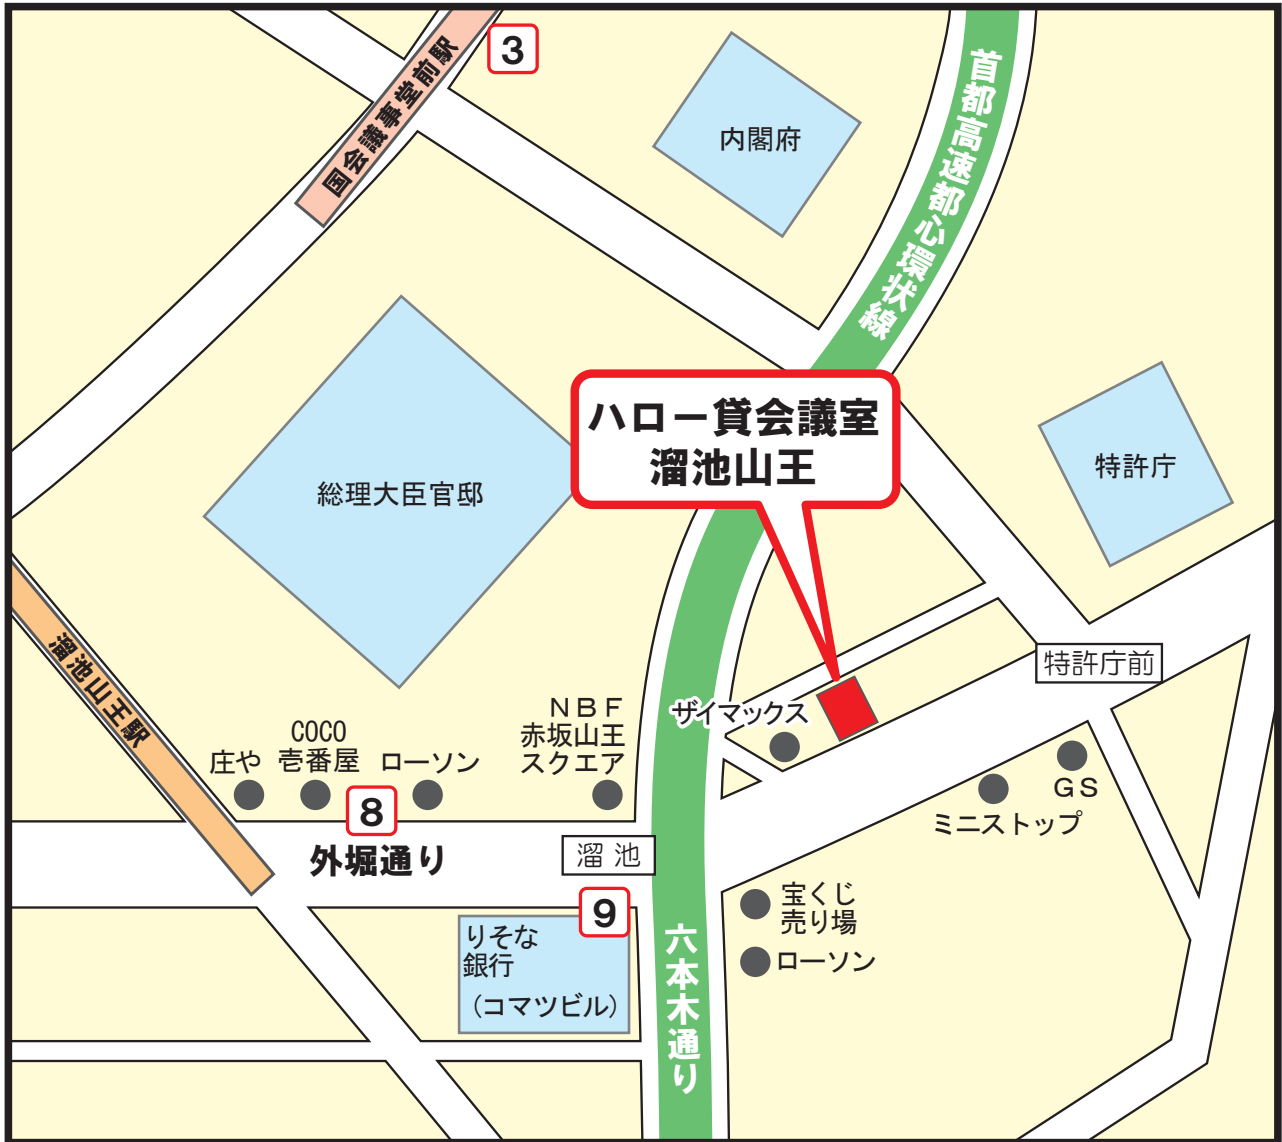 国会議事堂前駅
3
内閣府
首都高速都心環状線
ハロー貸会議室
溜池山王
総理大臣官邸
特許庁
特許庁前
溜池山王駅
庄や
COCO
壱番屋
ローソン
NBF
赤坂山王
スクエア
ザイマックス
GS
ミニストップ
8
外堀通り
溜池
9
りそな
銀行
(コマツビル)
六本木通り
宝くじ
売り場
ローソン